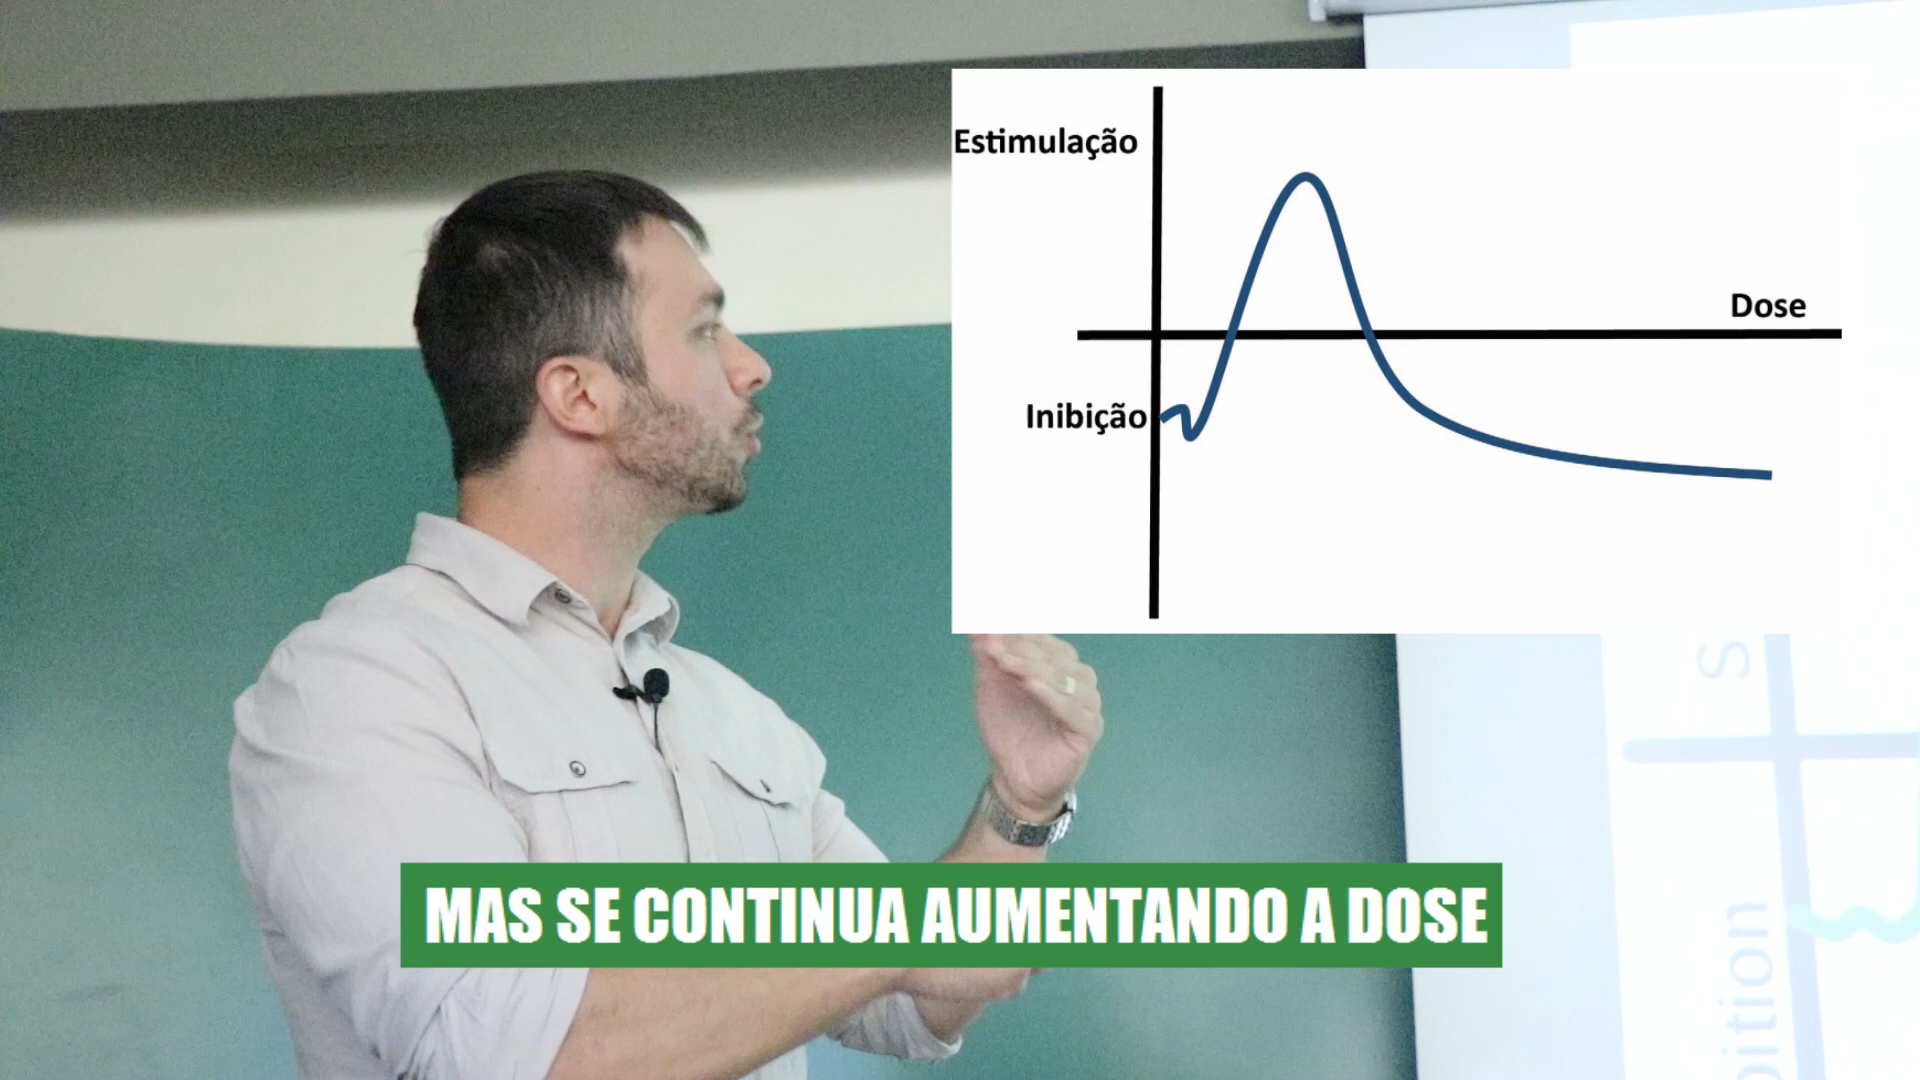 Estimulação
Dose
Inibição
MAS SE CONTINUA AUMENTANDO A DOSE